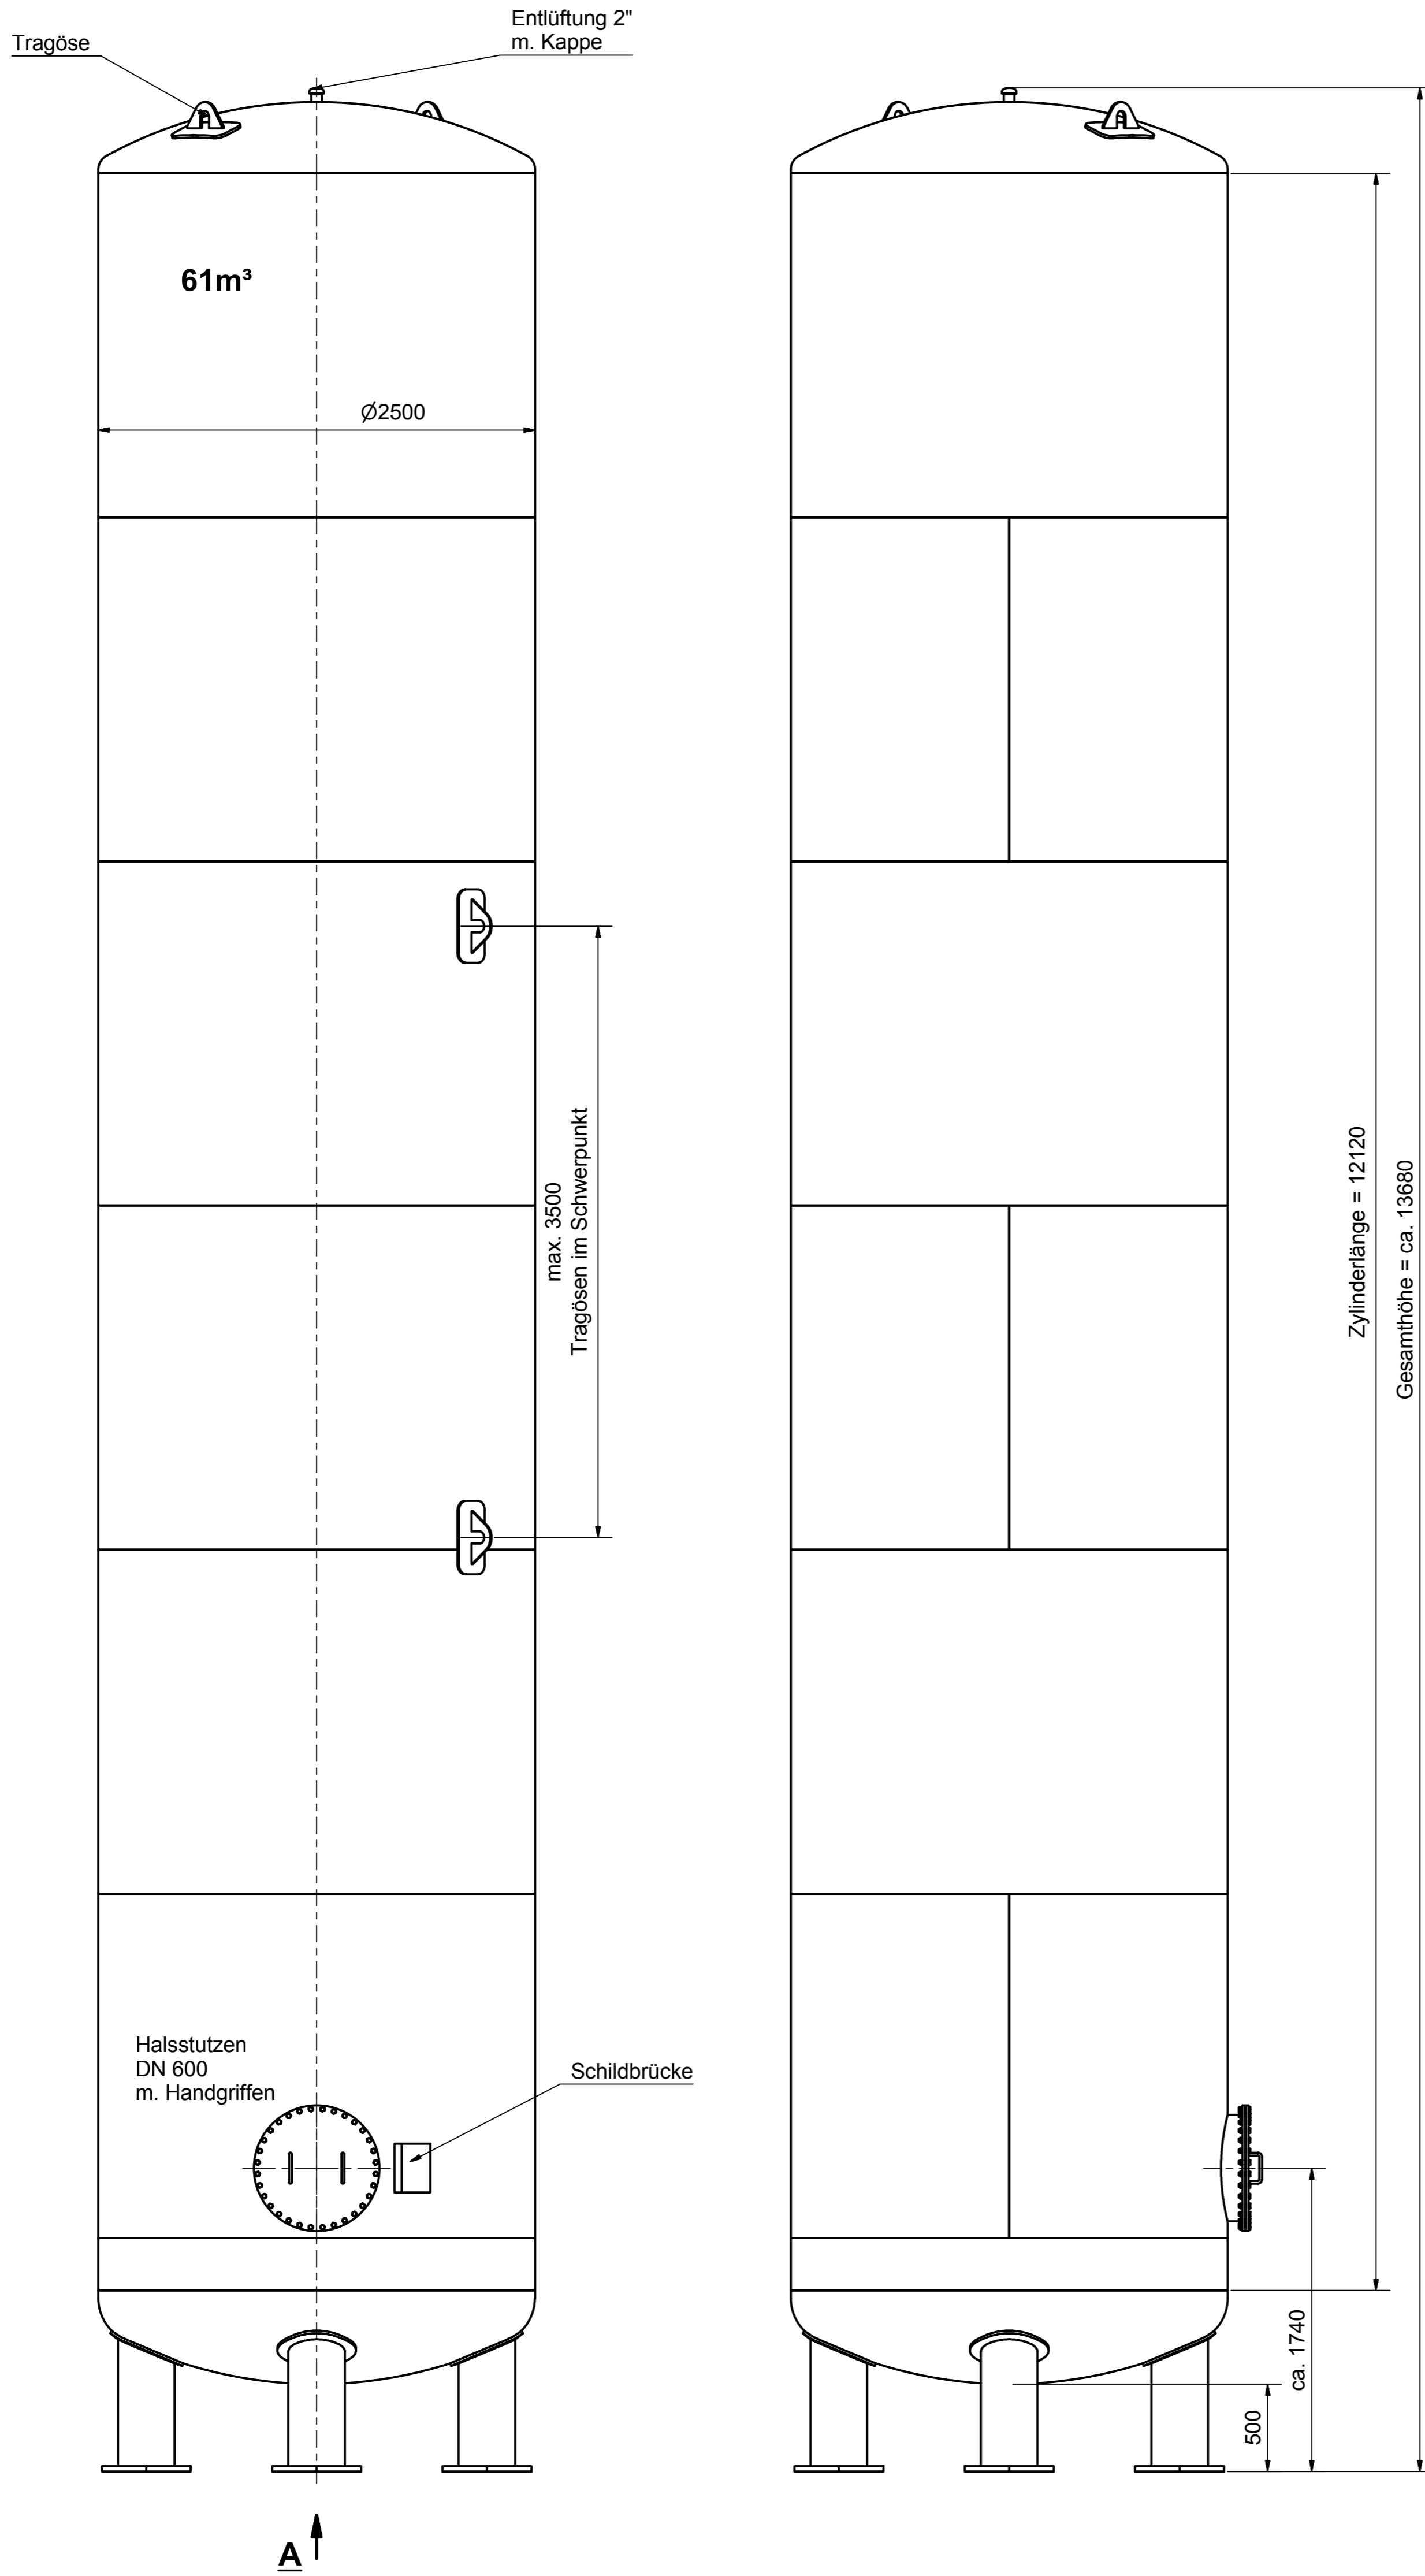 Entlüftung 2"
m. Kappe
Tragöse
61m³
Ø2500
max. 3500
Tragösen im Schwerpunkt
Zylinderlänge = 12120
Gesamthöhe = ca. 13680
Halsstutzen
DN 600
m. Handgriffen
Schildbrücke
ca. 1740
500
A